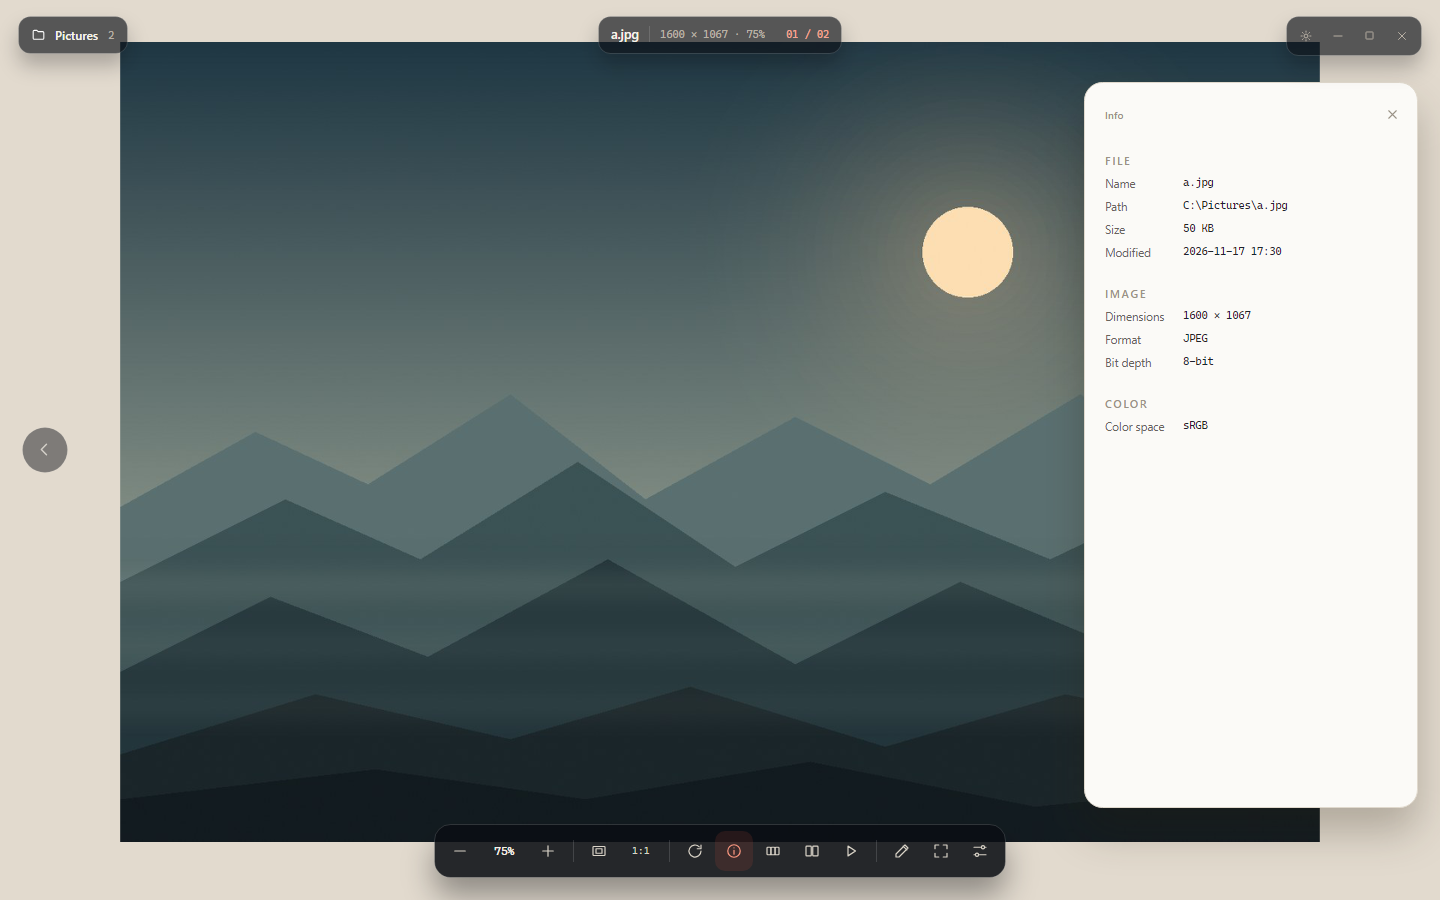 Pictures 2
a.jpg 1600 × 1067 · 75% 01 / 02
Info
FILE
Name a.jpg
Path C:\Pictures\a.jpg
Size 50 KB
Modified 2026-11-17 17:30
IMAGE
Dimensions 1600 × 1067
Format JPEG
Bit depth 8-bit
COLOR
Color space sRGB
75% 1:1